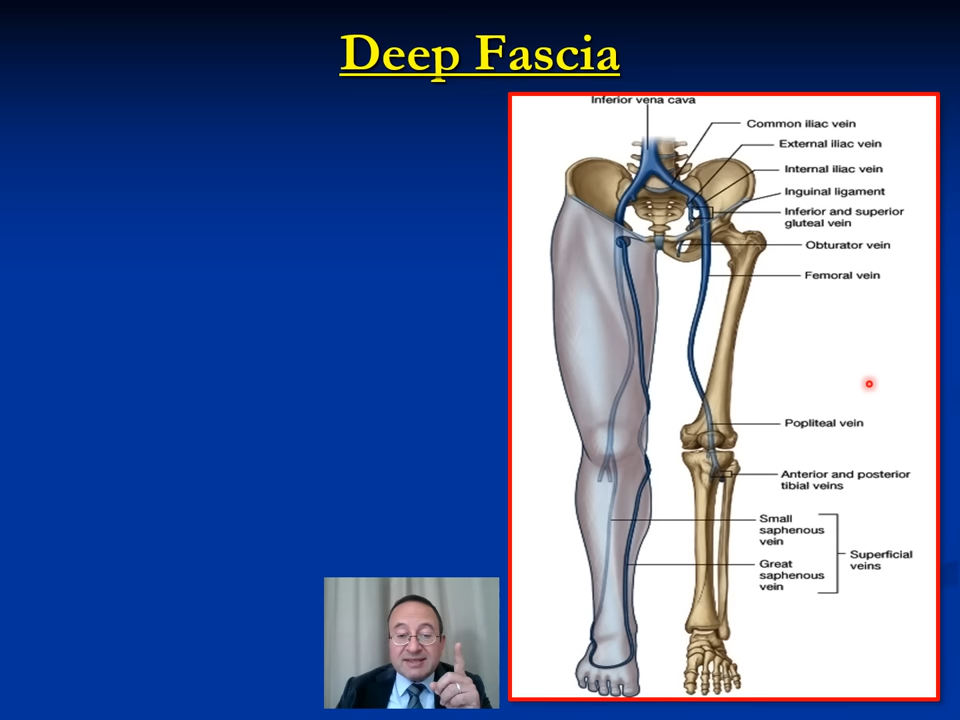 Deep Fascia
Inferior vena cava
Common iliac vein
External iliac vein
Internal iliac vein
Inguinal ligament
Inferior and superior
gluteal vein
Obturator vein
Femoral vein
Popliteal vein
Anterior and posterior
tibial veins
Small
saphenous
vein
Great
saphenous
vein
Superficial
veins